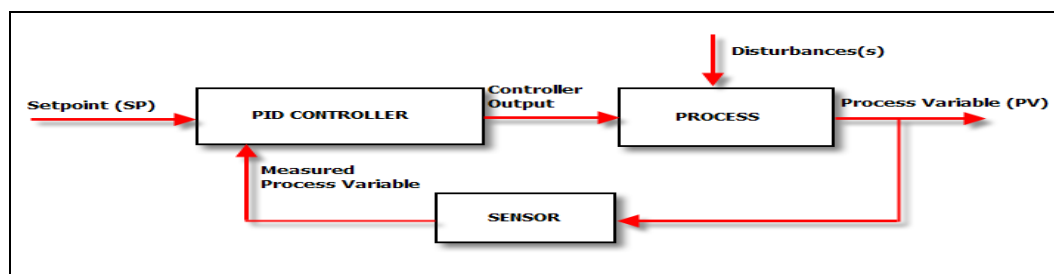 Disturbances(s)
Setpoint (SP)
PID CONTROLLER
Controller
Output
PROCESS
Process Variable (PV)
Measured
Process Variable
SENSOR